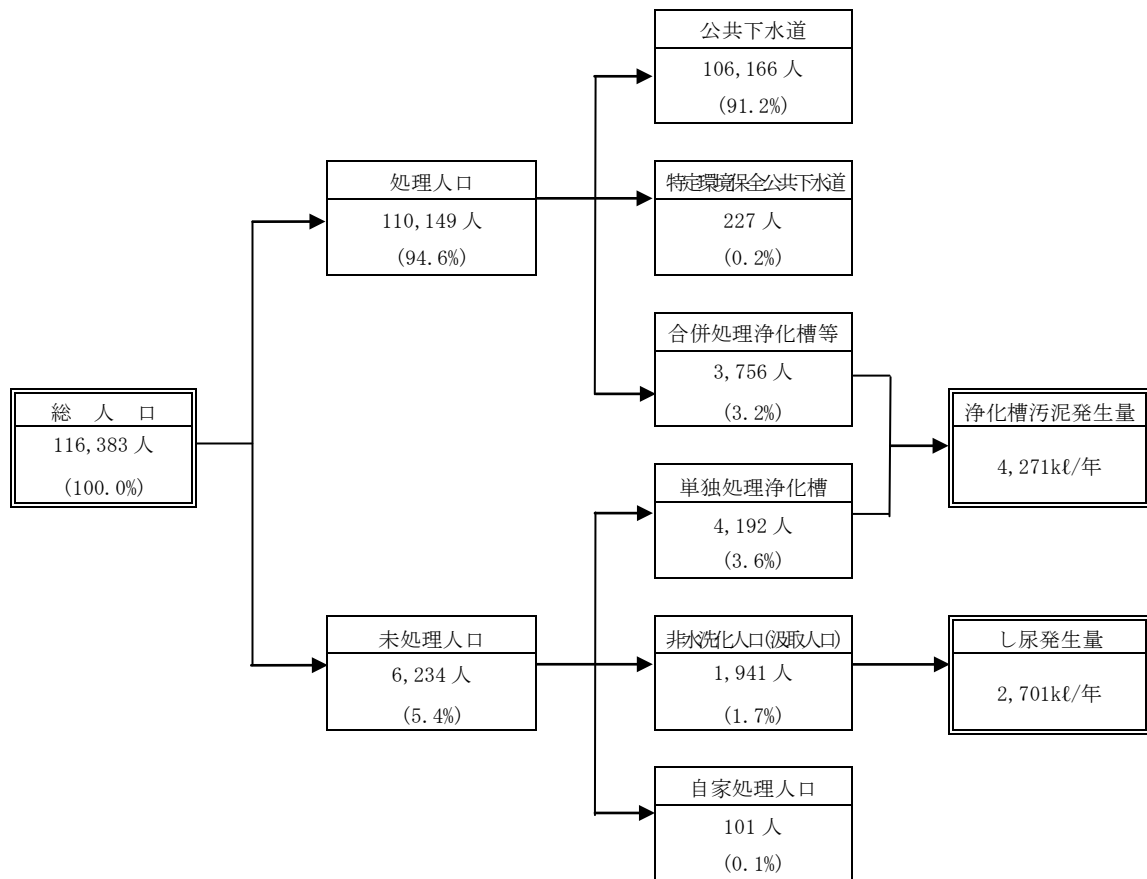 公共下水道
106,166 人
(91.2%)
処理人口
110,149 人
(94.6%)
特定環境保全公共下水道
227 人
(0.2%)
合併処理浄化槽等
3,756 人
(3.2%)
総 人 口
116,383 人
(100.0%)
浄化槽汚泥発生量
4,271kℓ/年
単独処理浄化槽
4,192 人
(3.6%)
未処理人口
6,234 人
(5.4%)
非水洗化人口(汲取人口)
1,941 人
(1.7%)
し尿発生量
2,701kℓ/年
自家処理人口
101 人
(0.1%)